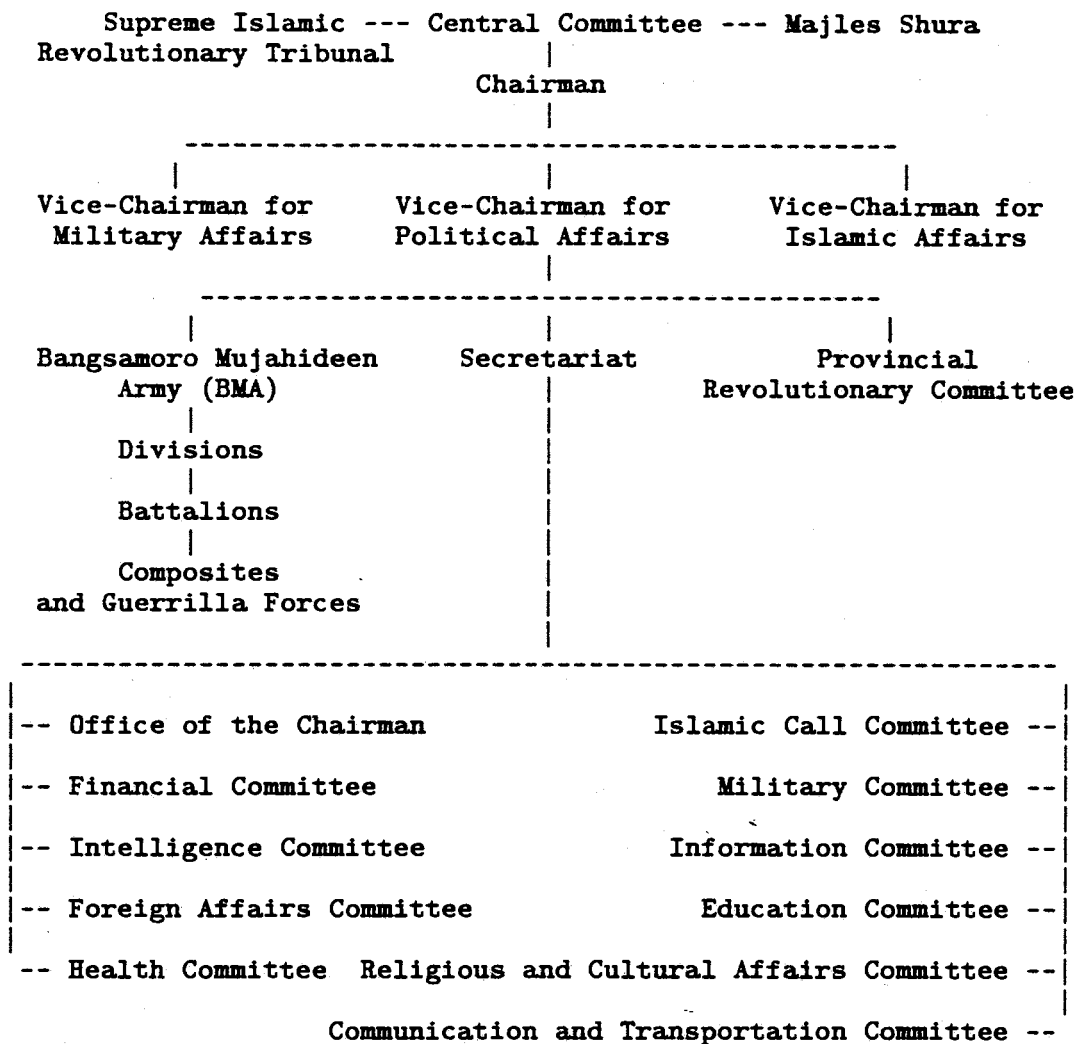 Supreme Islamic --- Central Committee --- Majles Shura
Revolutionary Tribunal
Chairman
Vice-Chairman for Vice-Chairman for Vice-Chairman for
Military Affairs Political Affairs Islamic Affairs
Bangsamoro Mujahideen Secretariat Provincial
Army (BMA) Revolutionary Committee
Divisions
Battalions
Composites
and Guerrilla Forces
-- Office of the Chairman Islamic Call Committee --
-- Financial Committee Military Committee --
-- Intelligence Committee Information Committee --
-- Foreign Affairs Committee Education Committee --
-- Health Committee Religious and Cultural Affairs Committee --
Communication and Transportation Committee --